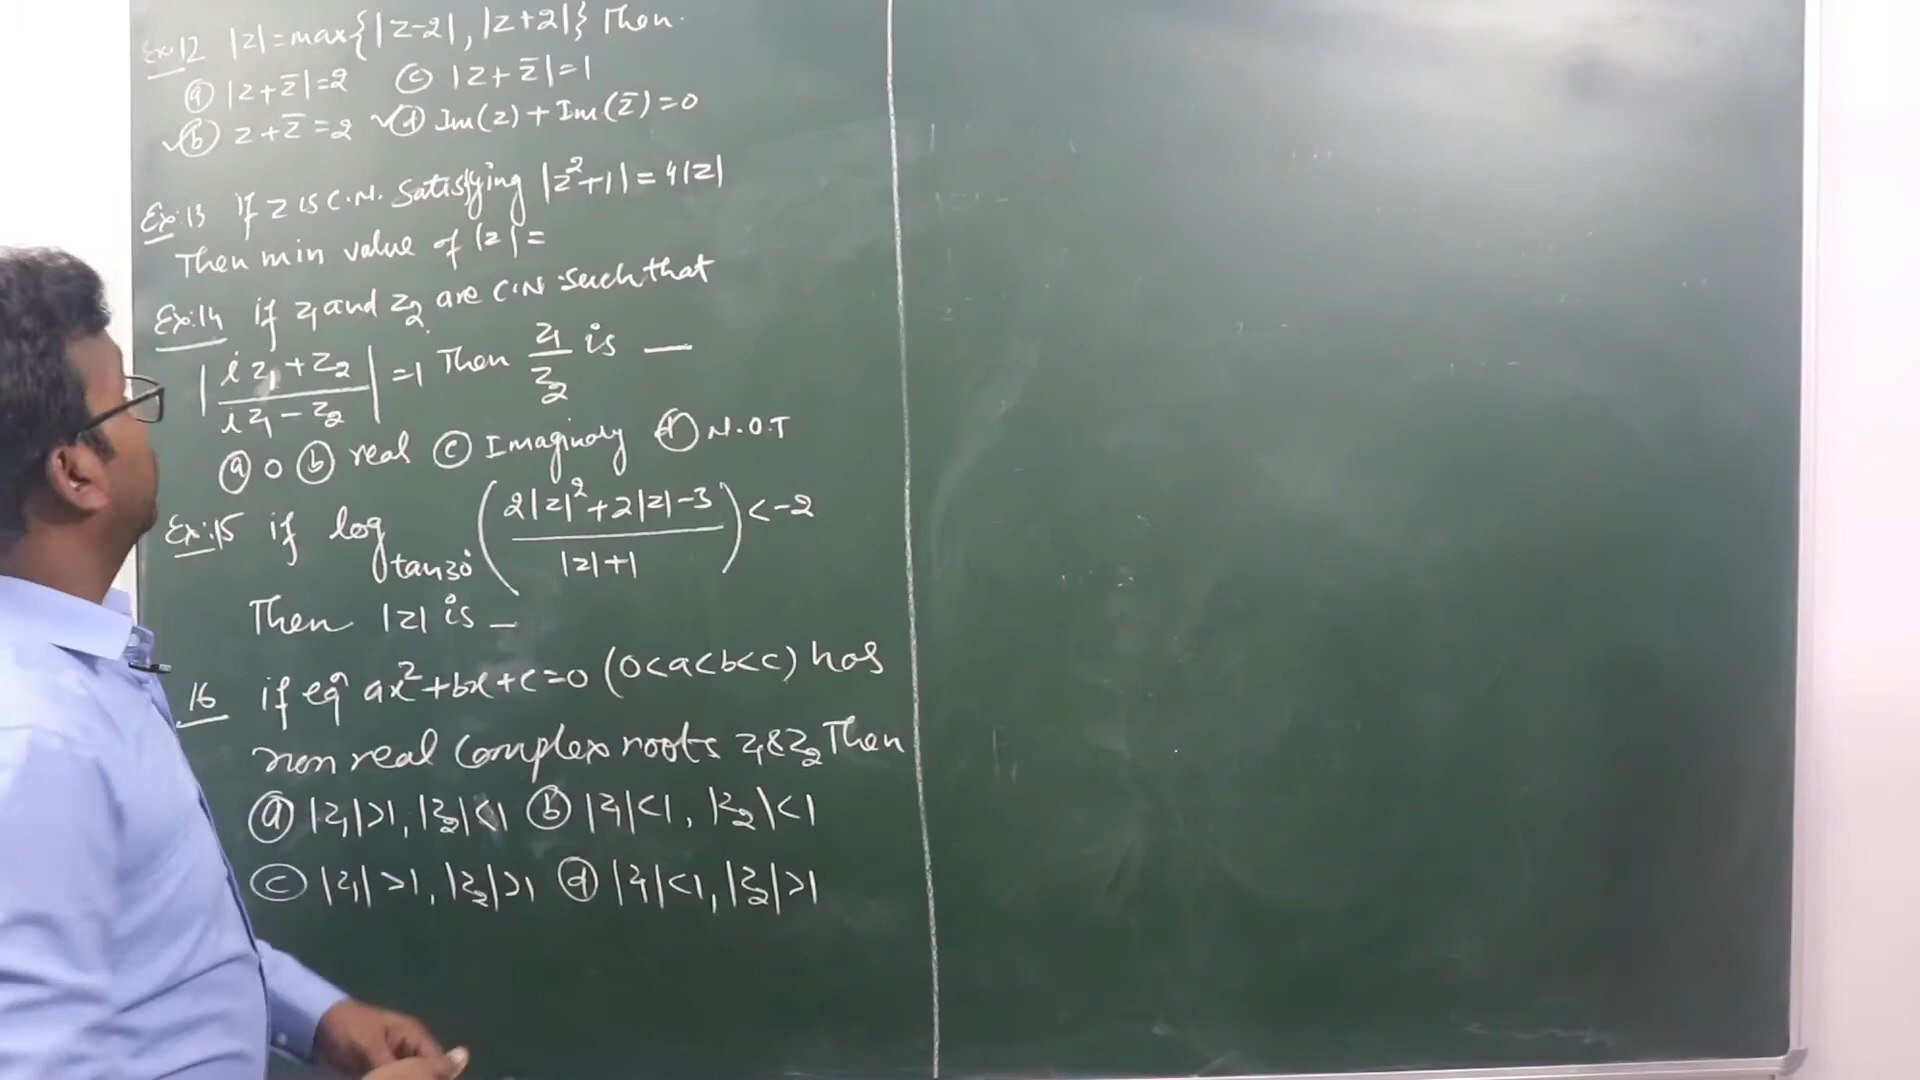 Ex:12 |z|=max{|z-2|, |z+2|} Then
(a) |z+z̄|=2 (c) |z+z̄|=1
✓(b) z+z̄=2 ✓(d) Im(z)+Im(z̄)=0
Ex:13 if z is C.N. Satisfying |z²+1|=4|z|
Then min value of |z|=
Ex:14 if z₁ and z₂ are C.N such that
|(iz₁+z₂)/(iz₁-z₂)|=1 Then z₁/z₂ is —
(a) 0 (b) real (c) Imaginary (d) N.O.T
Ex:15 if log_tan30° ((2|z|²+2|z|-3)/(|z|+1)) <-2
Then |z| is -
16 if eqn ax²+bx+c=0 (0<a<b<c) has
non real Complex roots z₁&z₂ Then
(a) |z₁|>1, |z₂|<1 (b) |z₁|<1, |z₂|<1
(c) |z₁|>1, |z₂|>1 (d) |z₁|<1, |z₂|>1